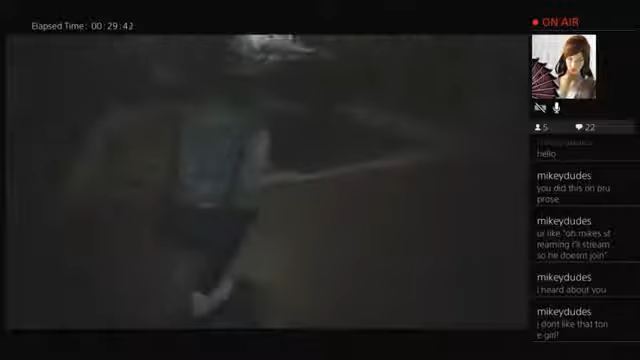 Elapsed Time: 00:29:42
ON AIR
5
22
hello
mikeydudes
you did this on pru
prose
mikeydudes
ur like "oh mikes st
reaming i'll stream
so he doesnt join"
mikeydudes
i heard about you
mikeydudes
i dont like that ton
e girl!